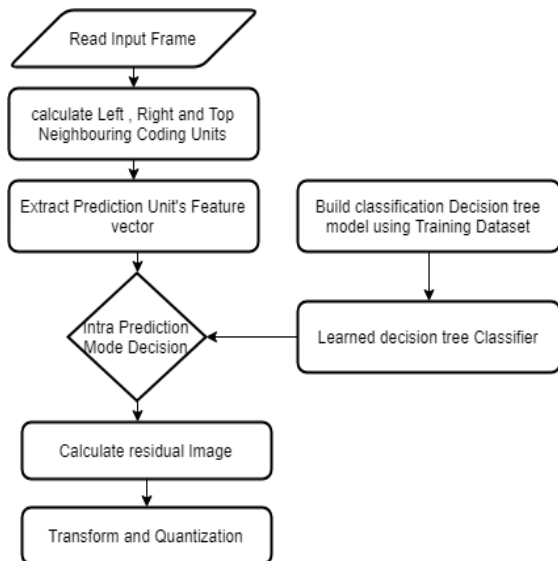 Read Input Frame
calculate Left , Right and Top
Neighbouring Coding Units
Extract Prediction Unit's Feature
vector
Build classification Decision tree
model using Training Dataset
Intra Prediction
Mode Decision
Learned decision tree Classifier
Calculate residual Image
Transform and Quantization